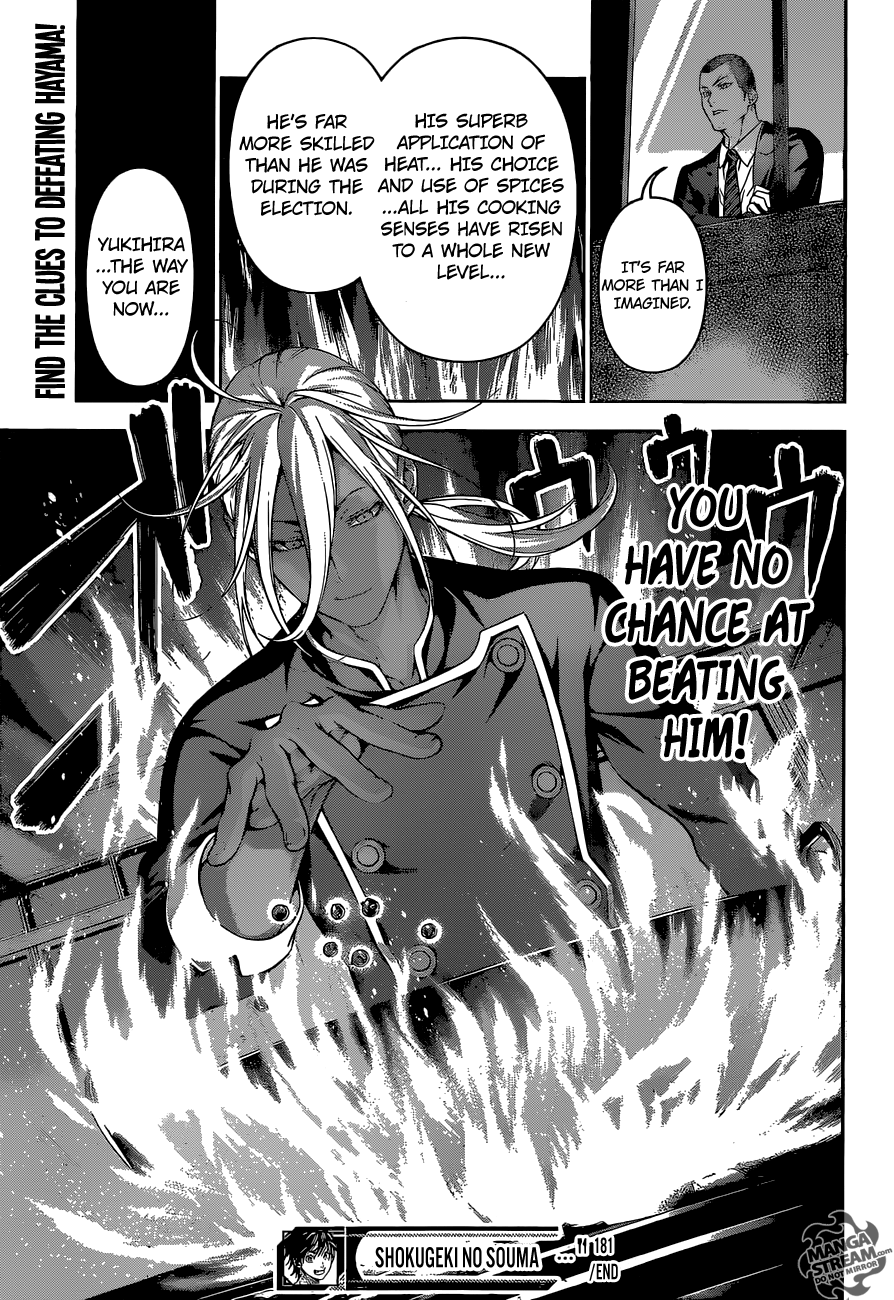 IT'S FAR
MORE THAN I
IMAGINED.
HIS SUPERB
APPLICATION OF
HEAT... HIS CHOICE
AND USE OF SPICES
...ALL HIS COOKING
SENSES HAVE RISEN
TO A WHOLE NEW
LEVEL...
HE'S FAR
MORE SKILLED
THAN HE WAS
DURING THE
ELECTION.
YUKIHIRA
...THE WAY
YOU ARE
NOW...
FIND THE CLUES TO DEFEATING HAYAMA!
YOU
HAVE NO
CHANCE AT
BEATING
HIM!
ゥゥゥ
SHOKUGEKI NO SOUMA
181
/END
MANGA
STREAM.COM
DO NOT MIRROR